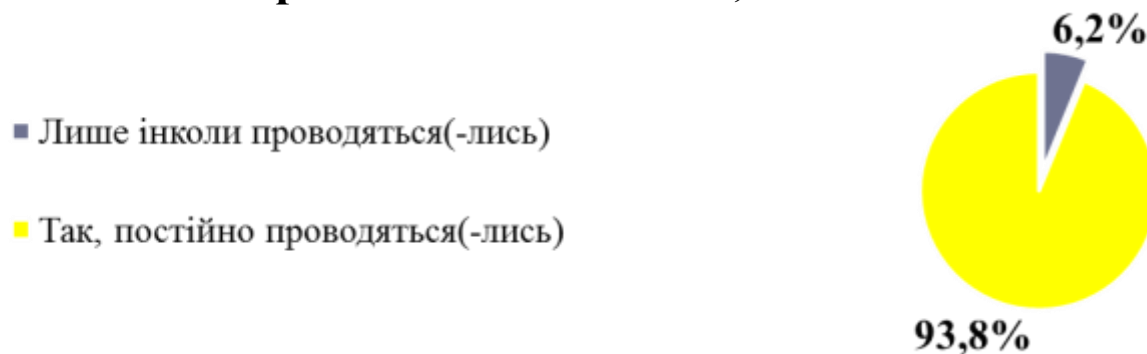 6,2%
Лише інколи проводяться(-лись)
Так, постійно проводяться(-лись)
93,8%